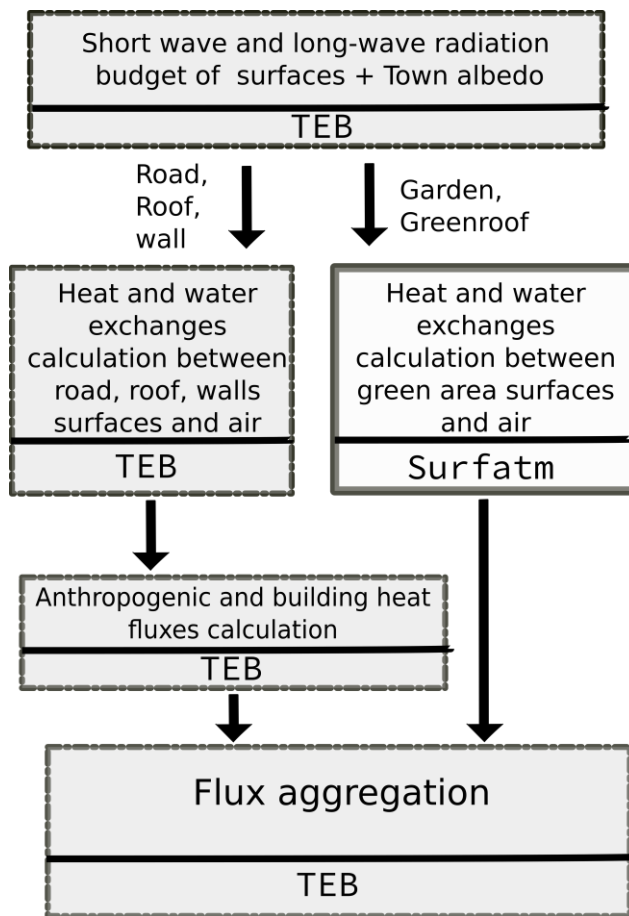 Short wave and long-wave radiation
budget of surfaces + Town albedo
TEB
Road,
Roof,
wall
Garden,
Greenroof
Heat and water
exchanges
calculation between
road, roof, walls
surfaces and air
TEB
Heat and water
exchanges
calculation between
green area surfaces
and air
Surfatm
Anthropogenic and building heat
fluxes calculation
TEB
Flux aggregation
TEB